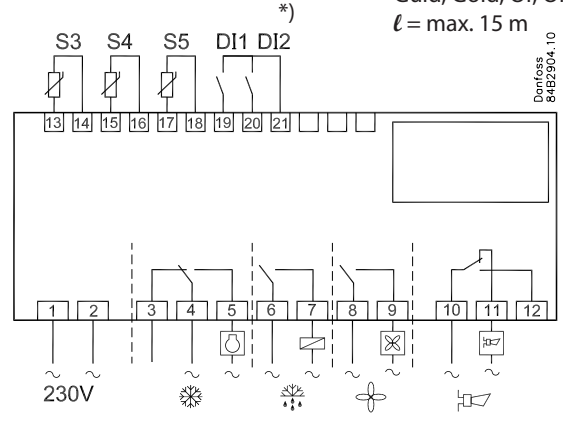 *)
ℓ = max. 15 m
S3 S4 S5 DI1 DI2
Danfoss
84B2904.10
13 14 15 16 17 18 19 20 21
1 2 3 4 5 6 7 8 9 10 11 12
230V